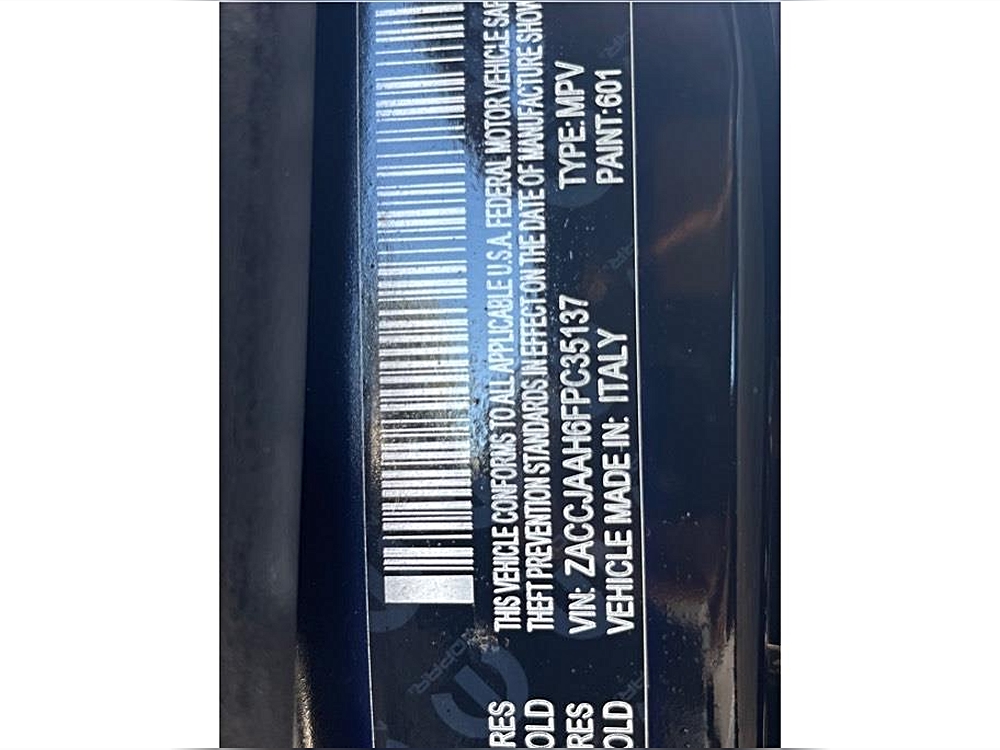 THIS VEHICLE CONFORMS TO ALL APPLICABLE U.S.A. FEDERAL MOTOR VEHICLE SAF
THEFT PREVENTION STANDARDS IN EFFECT ON THE DATE OF MANUFACTURE SHOW
VIN: ZACCJAAH6FPC35137 TYPE:MPV
VEHICLE MADE IN: ITALY PAINT:601
RES
OLD
RES
OLD
MOPAR